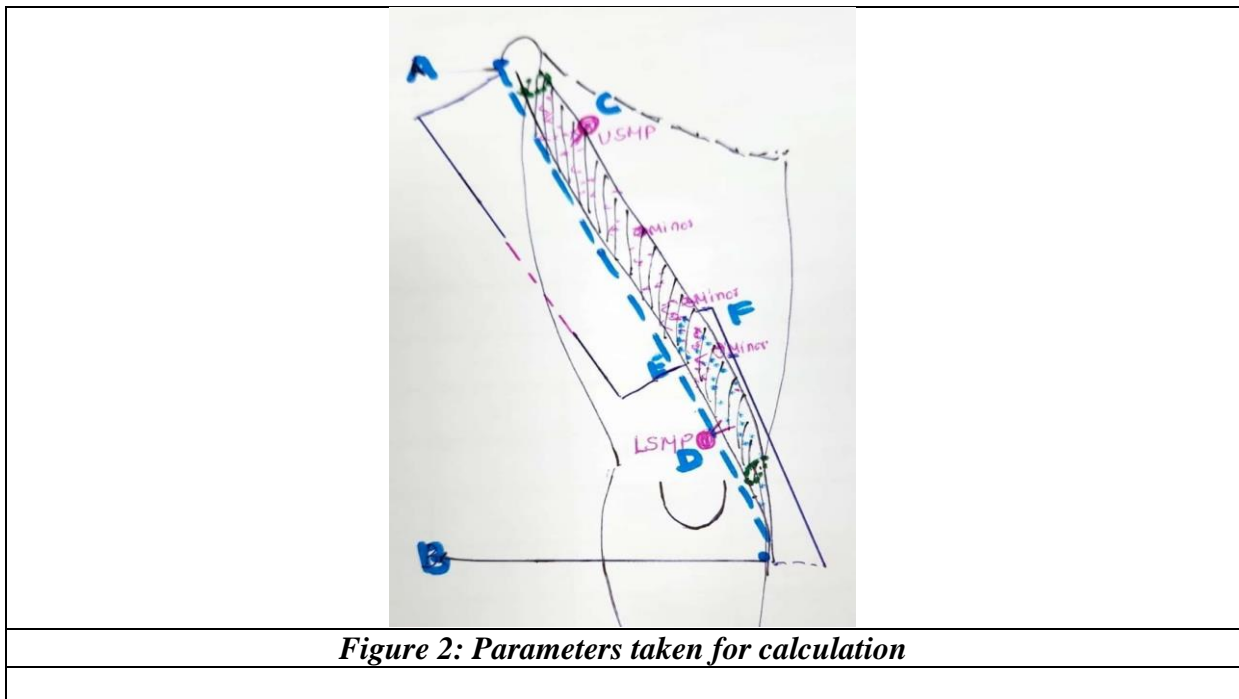 A
C
USMP
Minor
Minor
F
Minor
E
LSMP
D
B
Figure 2: Parameters taken for calculation